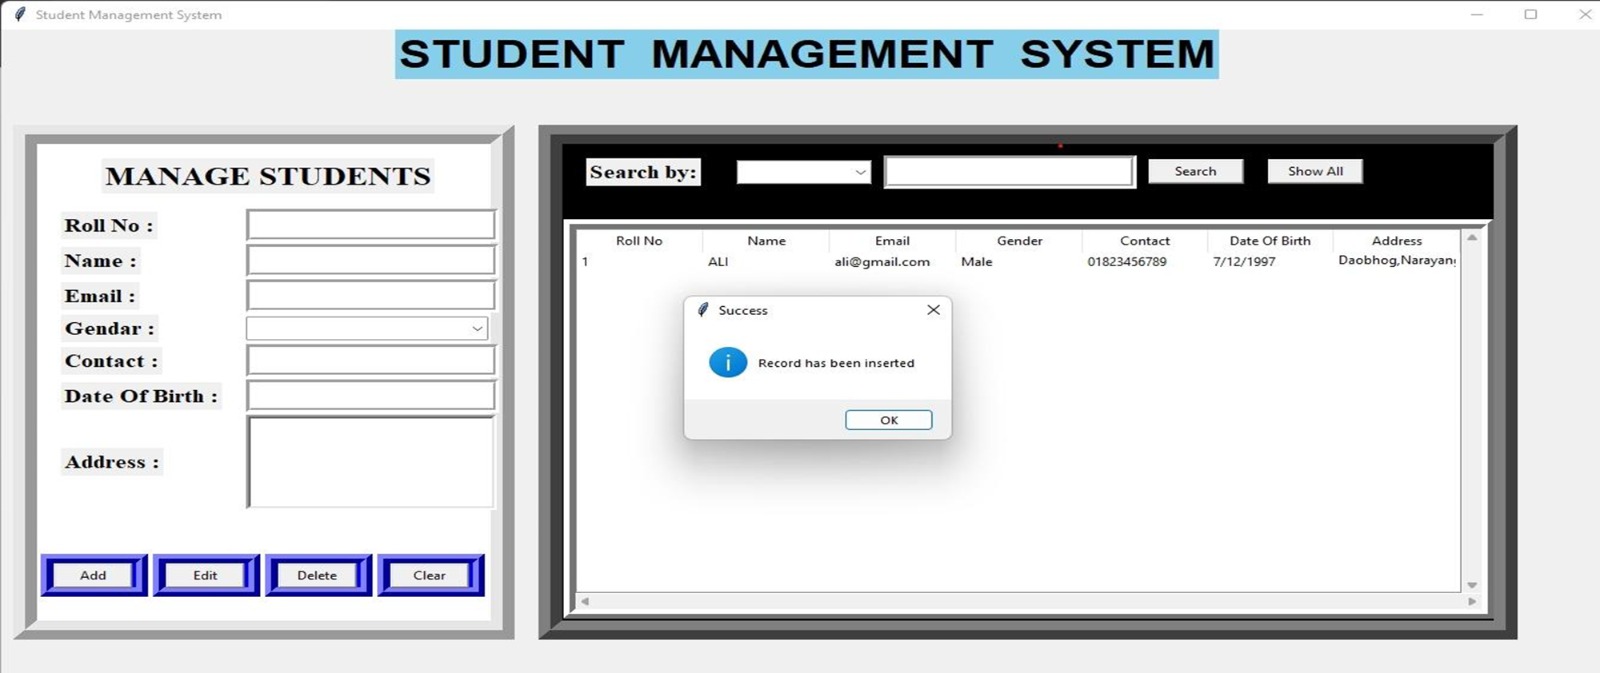 Student Management System
STUDENT MANAGEMENT SYSTEM
MANAGE STUDENTS
Roll No :
Name :
Email :
Gendar :
Contact :
Date Of Birth :
Address :
Add Edit Delete Clear
Search by: Search Show All
Roll No Name Email Gender Contact Date Of Birth Address
1 ALI ali@gmail.com Male 01823456789 7/12/1997 Daobhog,Narayang
Success
Record has been inserted
OK